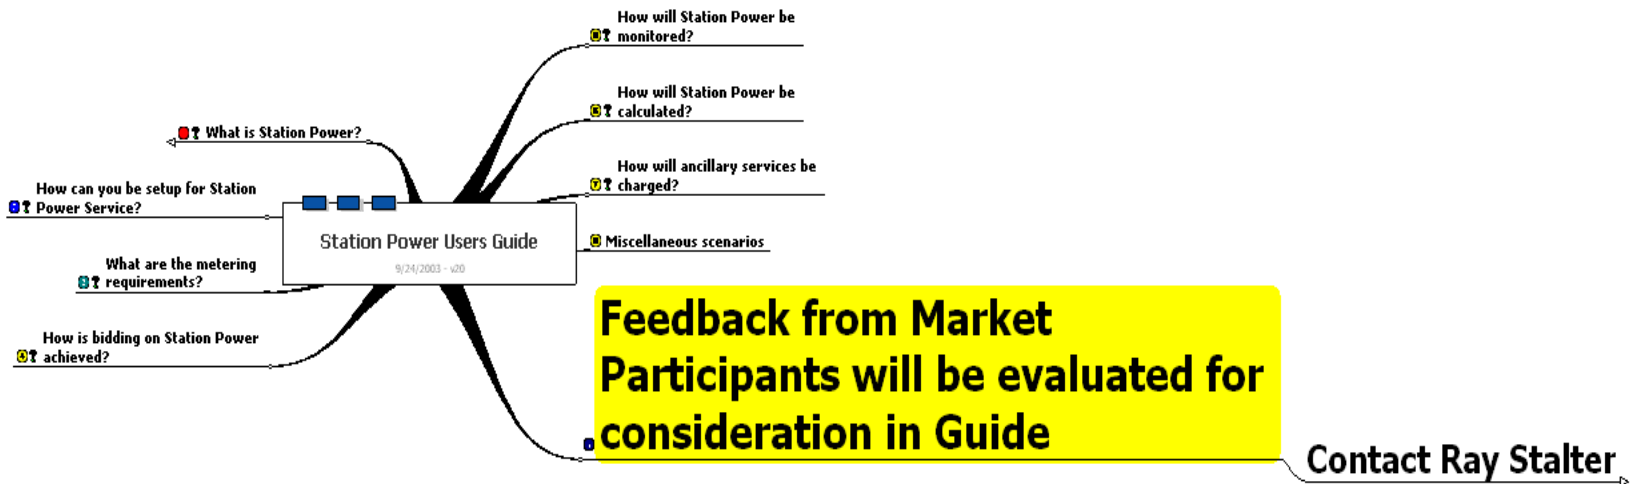 How will Station Power be
monitored?
How will Station Power be
calculated?
What is Station Power?
How will ancillary services be
charged?
How can you be setup for Station
Power Service?
Station Power Users Guide
9/24/2003 - v20
Miscellaneous scenarios
What are the metering
requirements?
How is bidding on Station Power
achieved?
Feedback from Market
Participants will be evaluated for
consideration in Guide
Contact Ray Stalter